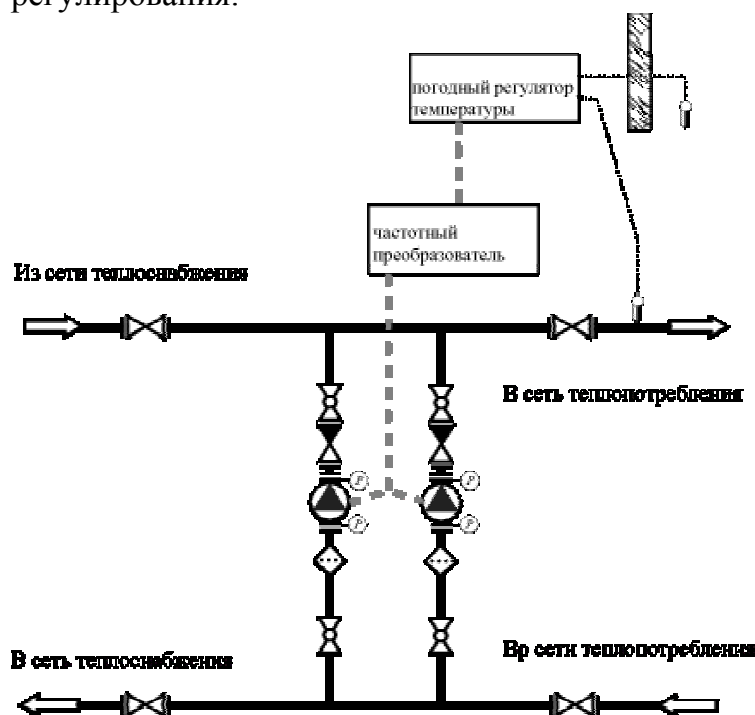 регулирования.
погодный регулятор
температуры
частотный
преобразователь
Из сети теплоснабжения
В сеть теплопотребления
P
P
P
P
В сеть теплоснабжения
Вр сети теплопотребления